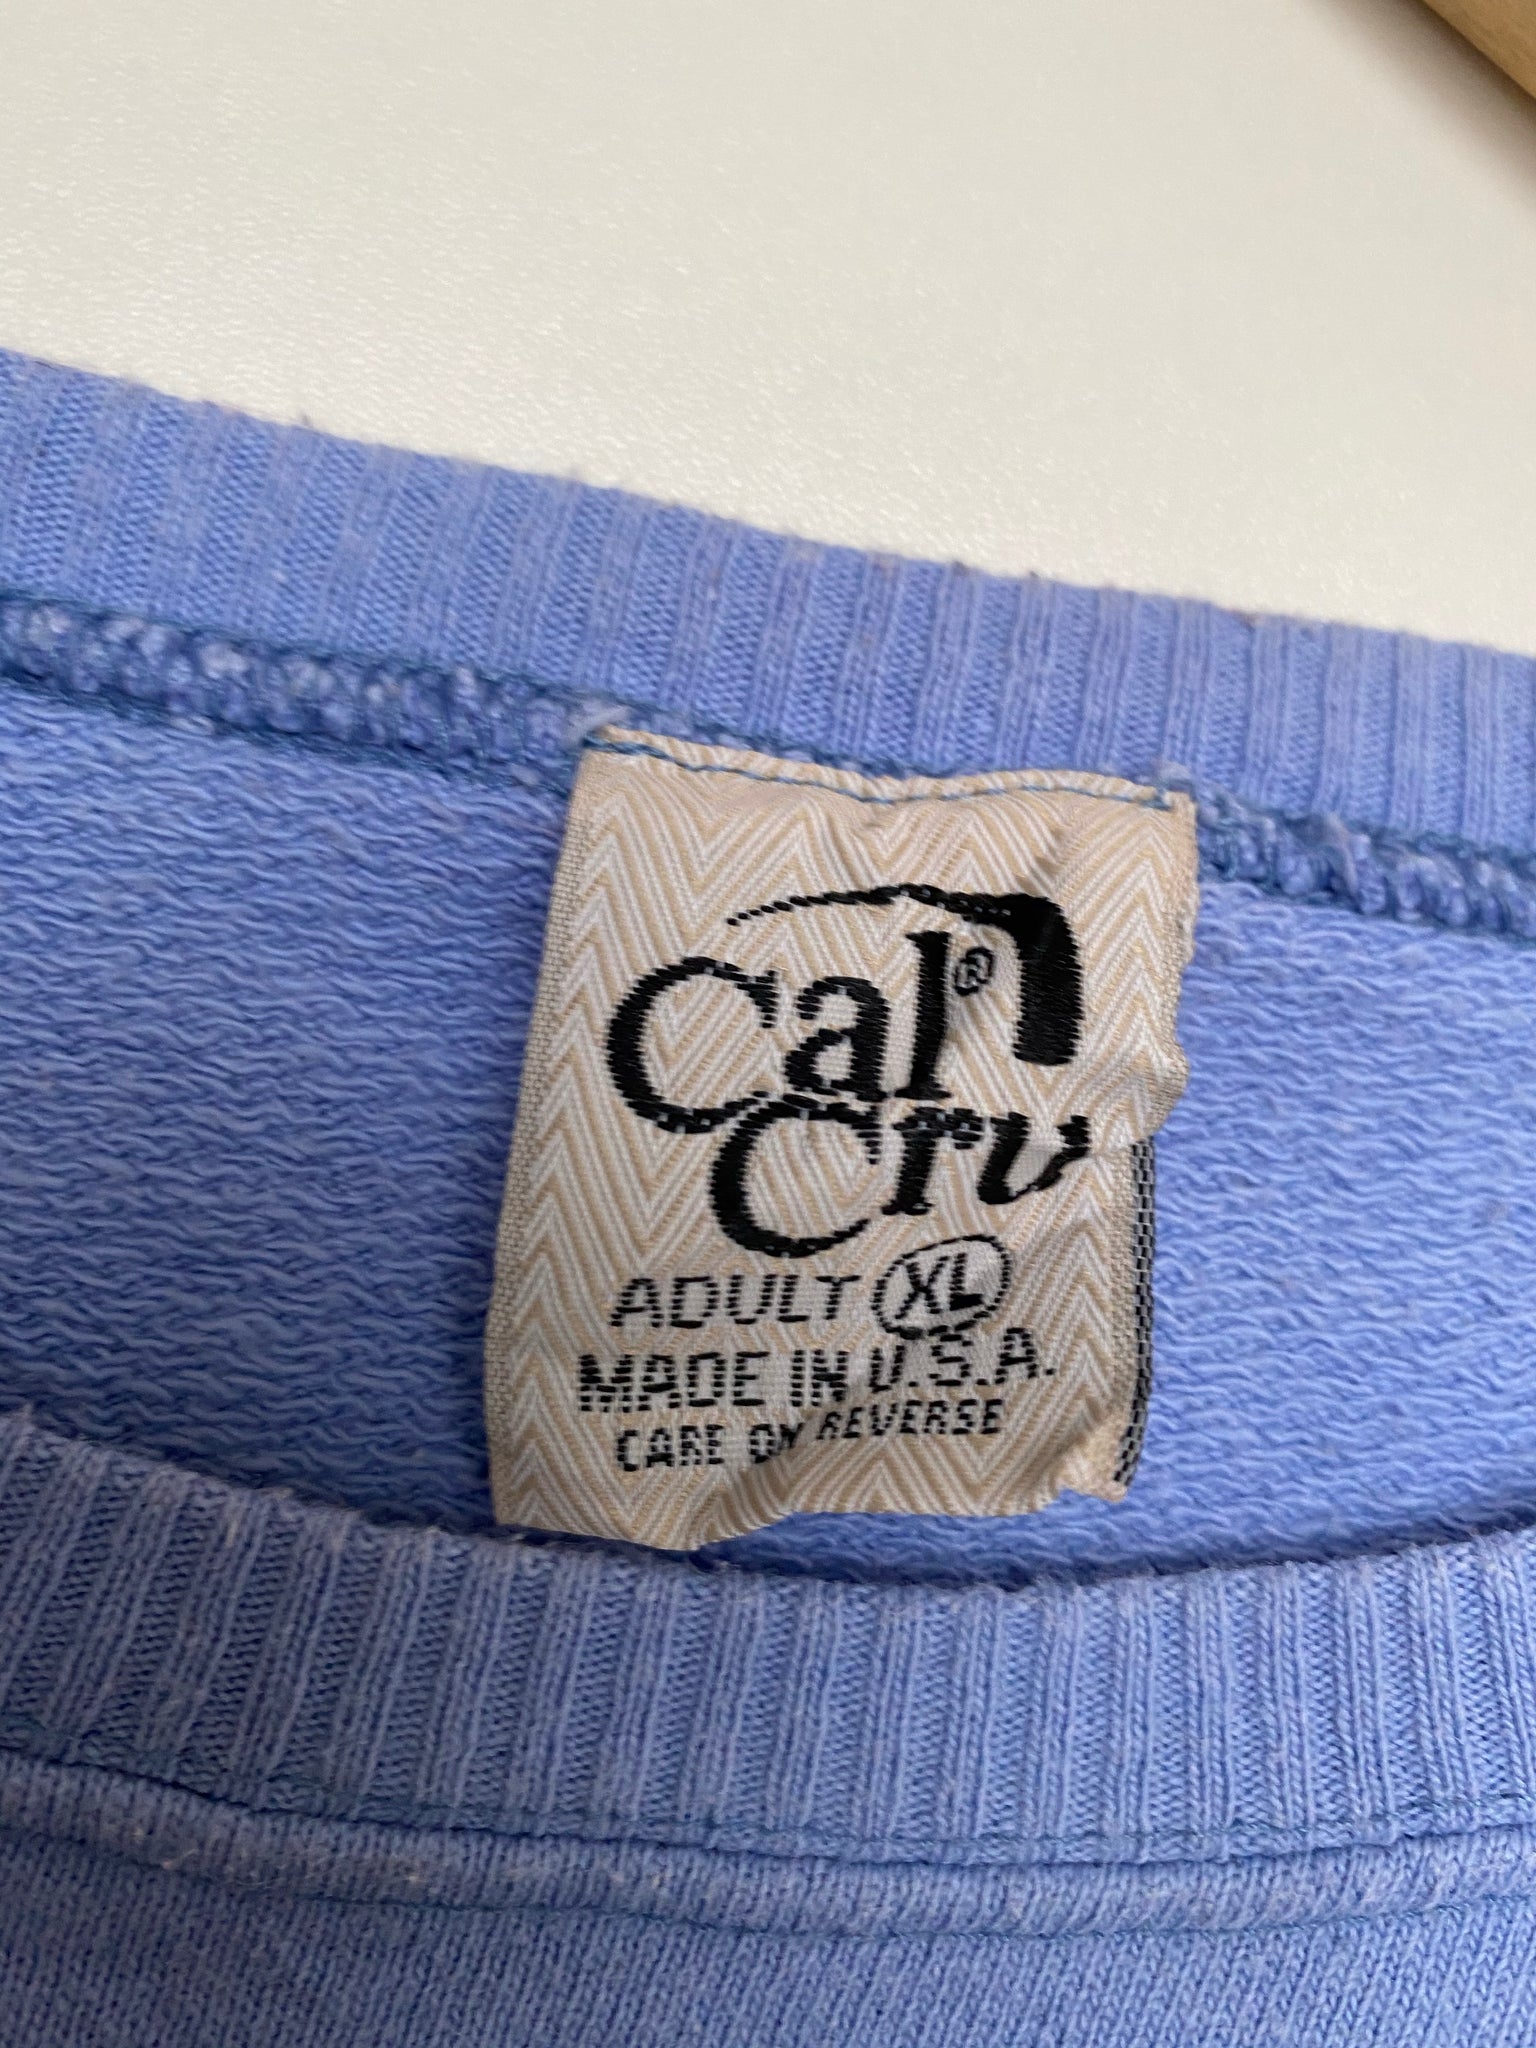 Cal®
Cru
ADULT XL
MADE IN U.S.A.
CARE ON REVERSE